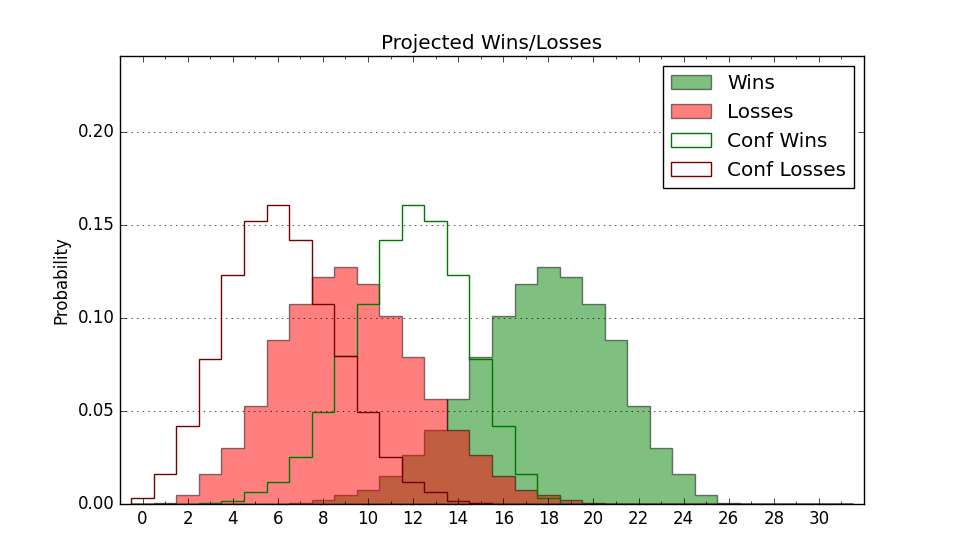 Projected Wins/Losses
Wins
Losses
Conf Wins
Conf Losses
Probability
0.20
0.15
0.10
0.05
0.00
0 2 4 6 8 10 12 14 16 18 20 22 24 26 28 30